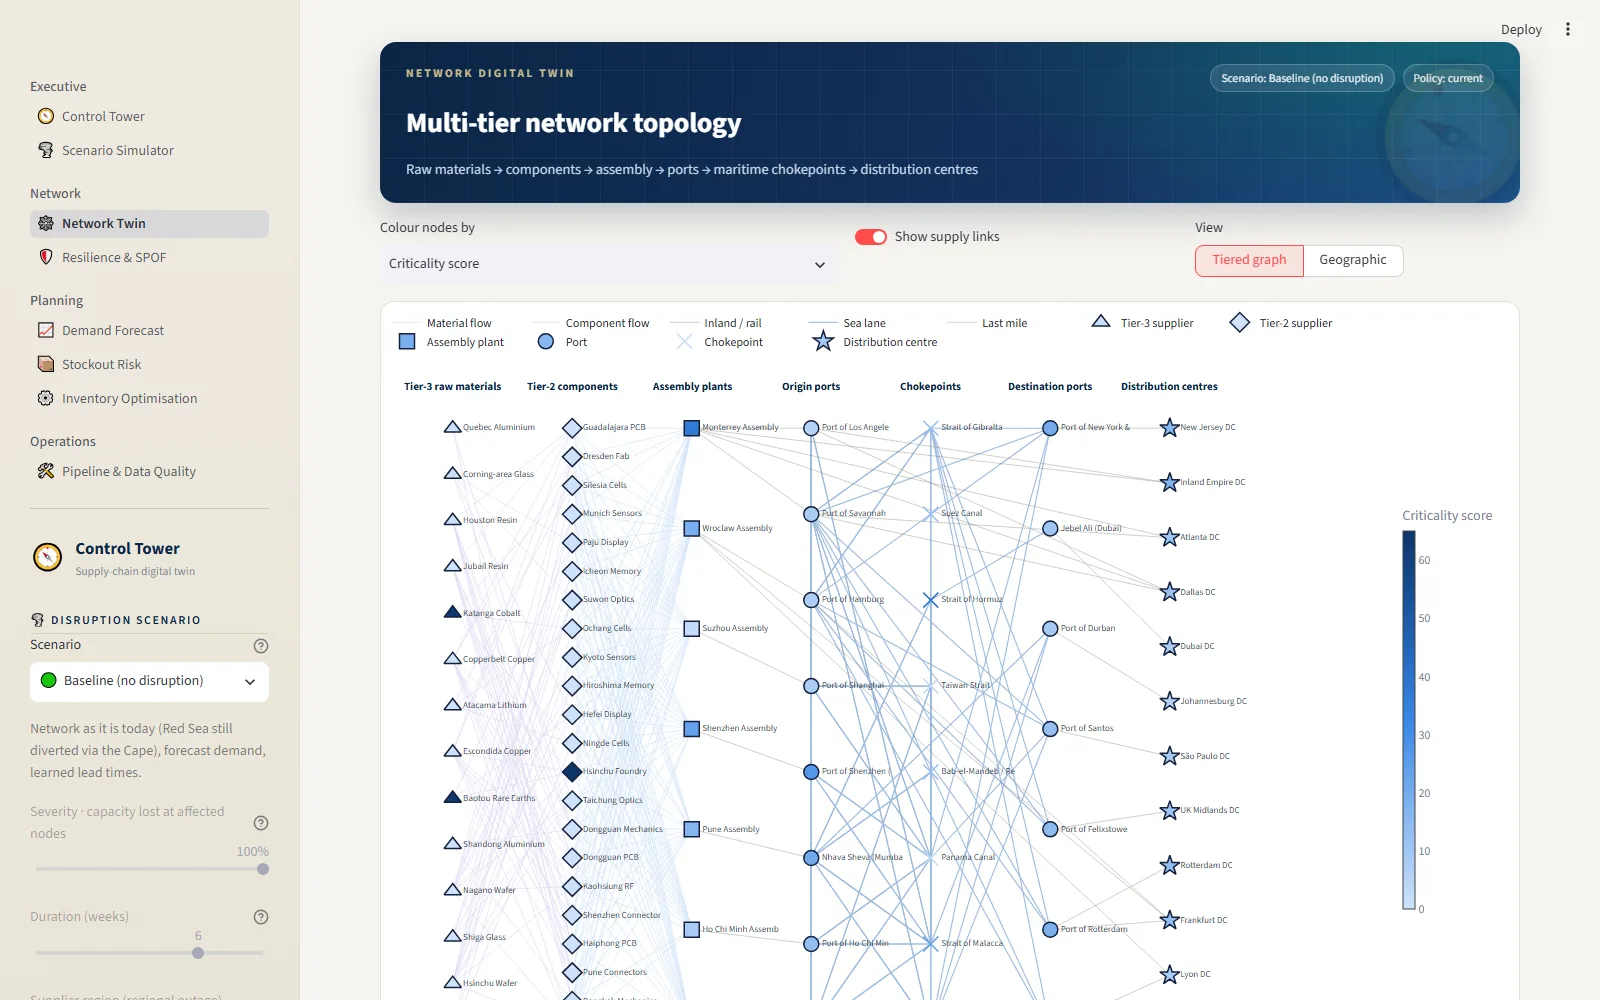 Deploy
Executive
Control Tower
Scenario Simulator
Network
Network Twin
Resilience & SPOF
Planning
Demand Forecast
Stockout Risk
Inventory Optimisation
Operations
Pipeline & Data Quality
Control Tower
Supply-chain digital twin
DISRUPTION SCENARIO
Scenario
Baseline (no disruption)
Network as it is today (Red Sea still
diverted via the Cape), forecast demand,
learned lead times.
Severity · capacity lost at affected
nodes
100%
Duration (weeks)
6
Supplier region (regional outage)
NETWORK DIGITAL TWIN
Scenario: Baseline (no disruption)
Policy: current
Multi-tier network topology
Raw materials → components → assembly → ports → maritime chokepoints → distribution centres
Colour nodes by
Criticality score
Show supply links
View
Tiered graph
Geographic
Material flow
Component flow
Inland / rail
Sea lane
Last mile
Tier-3 supplier
Tier-2 supplier
Assembly plant
Port
Chokepoint
Distribution centre
Tier-3 raw materials
Tier-2 components
Assembly plants
Origin ports
Chokepoints
Destination ports
Distribution centres
Quebec Aluminium
Corning-area Glass
Houston Resin
Jubail Resin
Katanga Cobalt
Copperbelt Copper
Atacama Lithium
Escondida Copper
Baotou Rare Earths
Shandong Aluminium
Nagano Wafer
Shiga Glass
Hsinchu Wafer
Guadalajara PCB
Dresden Fab
Silesia Cells
Munich Sensors
Paju Display
Icheon Memory
Suwon Optics
Ochang Cells
Kyoto Sensors
Hiroshima Memory
Hefei Display
Ningde Cells
Hsinchu Foundry
Taichung Optics
Dongguan Mechanics
Dongguan PCB
Kaohsiung RF
Shenzhen Connector
Haiphong PCB
Pune Connectors
Monterrey Assembly
Wroclaw Assembly
Suzhou Assembly
Shenzhen Assembly
Pune Assembly
Ho Chi Minh Assemb
Port of Los Angele
Port of Savannah
Port of Hamburg
Port of Shanghai
Port of Shenzhen (
Nhava Sheva Mumba
Port of Ho Chi Min
Strait of Gibralta
Suez Canal
Strait of Hormuz
Taiwan Strait
Bab-el-Mandeb / Re
Panama Canal
Strait of Malacca
Port of New York &
Jebel Ali (Dubai)
Port of Durban
Port of Santos
Port of Felixstowe
Port of Rotterdam
New Jersey DC
Inland Empire DC
Atlanta DC
Dallas DC
Dubai DC
Johannesburg DC
São Paulo DC
UK Midlands DC
Rotterdam DC
Frankfurt DC
Lyon DC
Criticality score
60
50
40
30
20
10
0